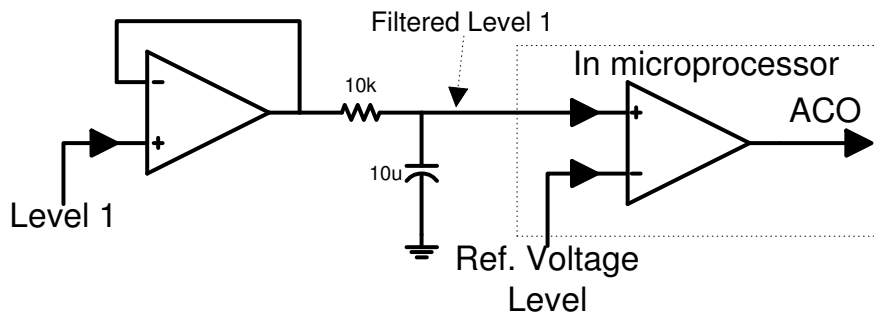 Filtered Level 1
In microprocessor
10k
ACO
-
+
+
-
10u
Level 1
Ref. Voltage
Level